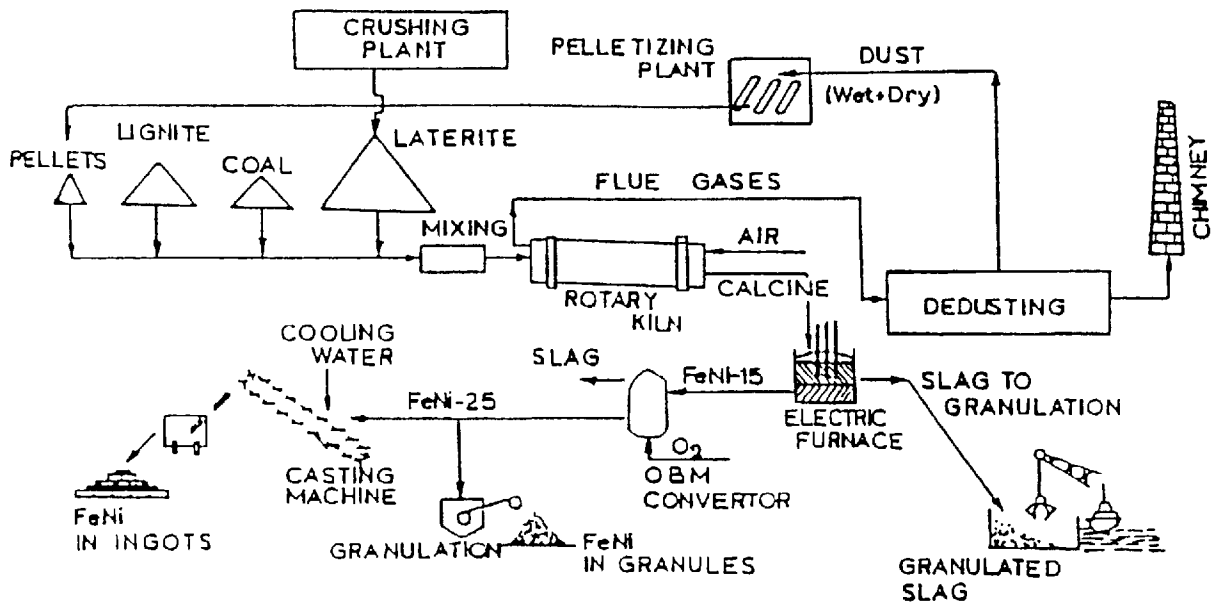 CRUSHING
PLANT
PELLETIZING
PLANT
DUST
(Wet+Dry)
LIGNITE
PELLETS
COAL
LATERITE
FLUE GASES
CHIMNEY
MIXING
AIR
ROTARY
KILN
CALCINE
DEDUSTING
COOLING
WATER
SLAG
FeNi-15
FeNi-25
SLAG TO
GRANULATION
ELECTRIC
FURNACE
O2
OBM
CONVERTOR
CASTING
MACHINE
FeNi
IN INGOTS
GRANULATION
FeNi
IN GRANULES
GRANULATED
SLAG